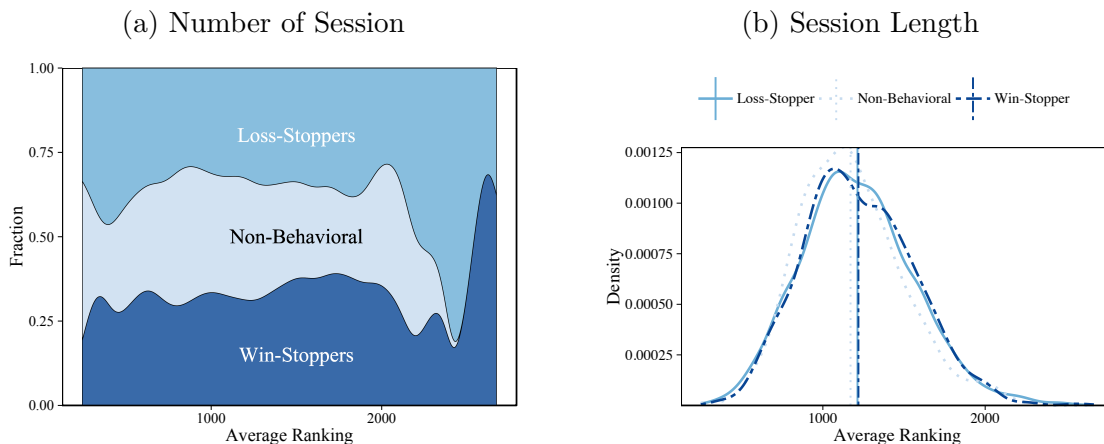 (a) Number of Session
1.00
0.75
0.50
0.25
0.00
Fraction
Loss-Stoppers
Non-Behavioral
Win-Stoppers
1000 2000
Average Ranking
(b) Session Length
Loss-Stopper Non-Behavioral Win-Stopper
0.00125
0.00100
0.00075
0.00050
0.00025
Density
1000 2000
Average Ranking